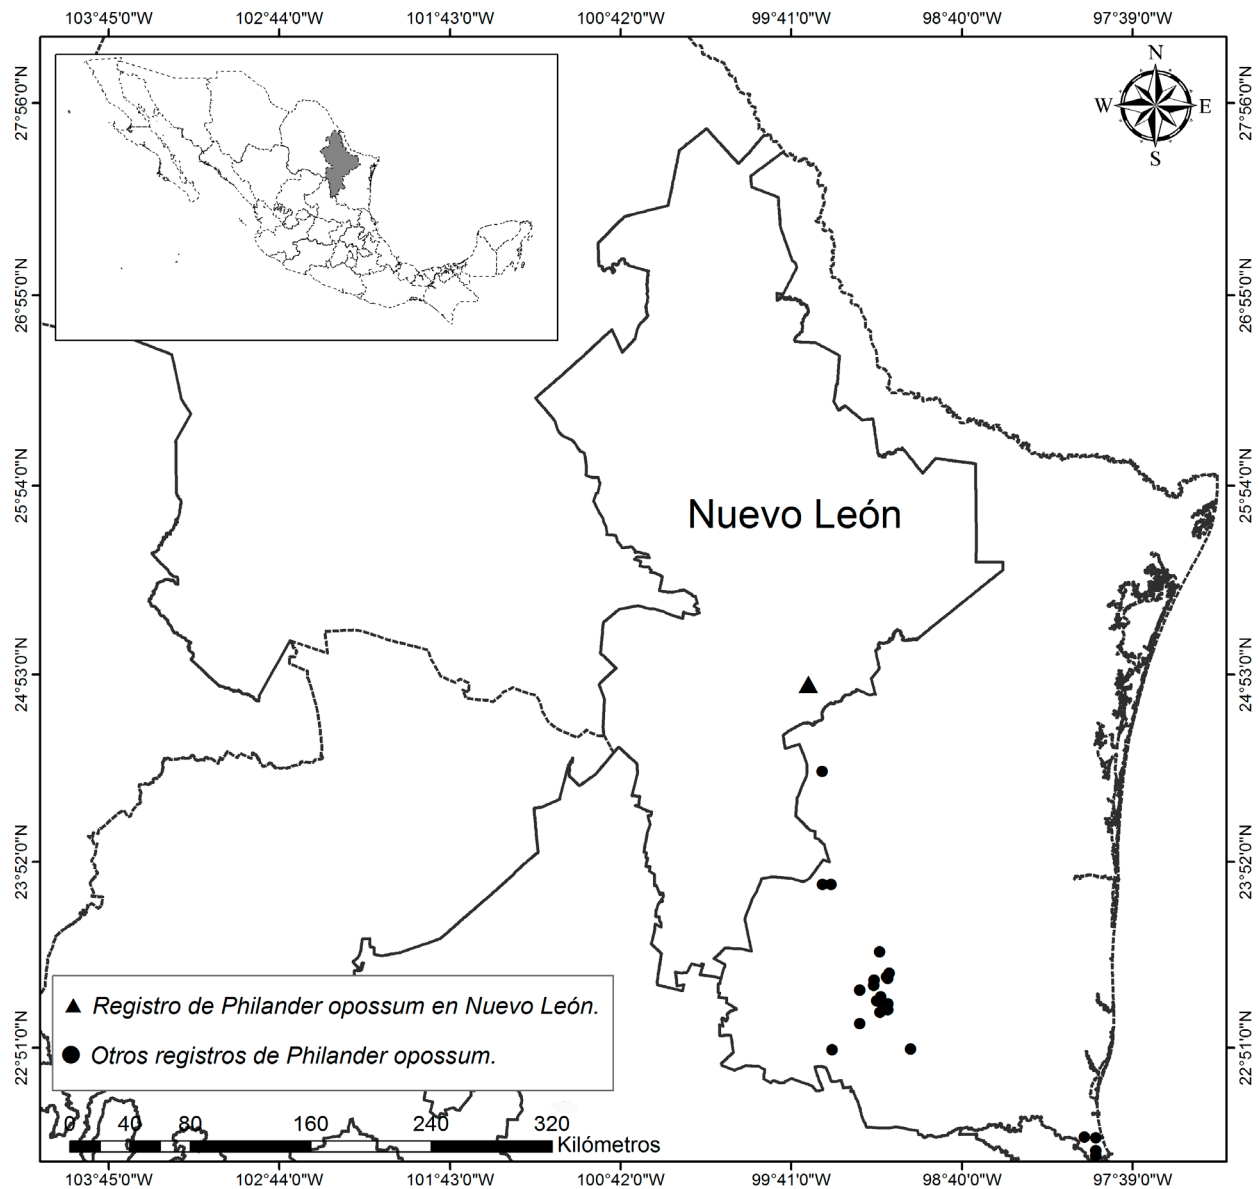 103°45'0"W 102°44'0"W 101°43'0"W 100°42'0"W 99°41'0"W 98°40'0"W 97°39'0"W
N
W E
S
27°56'0"N 27°56'0"N
26°55'0"N 26°55'0"N
25°54'0"N 25°54'0"N
Nuevo León
24°53'0"N 24°53'0"N
23°52'0"N 23°52'0"N
22°51'0"N 22°51'0"N
Registro de Philander opossum en Nuevo León.
Otros registros de Philander opossum.
0 40 80 160 240 320
Kilómetros
103°45'0"W 102°44'0"W 101°43'0"W 100°42'0"W 99°41'0"W 98°40'0"W 97°39'0"W